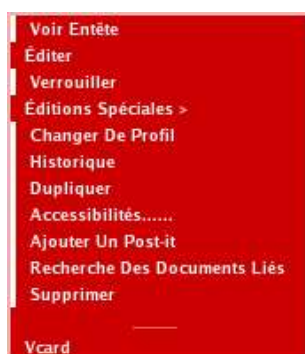 Voir Entête
Éditer
Verrouiller
Éditions Spéciales >
Changer De Profil
Historique
Dupliquer
Accessibilités......
Ajouter Un Post-it
Recherche Des Documents Liés
Supprimer
Vcard